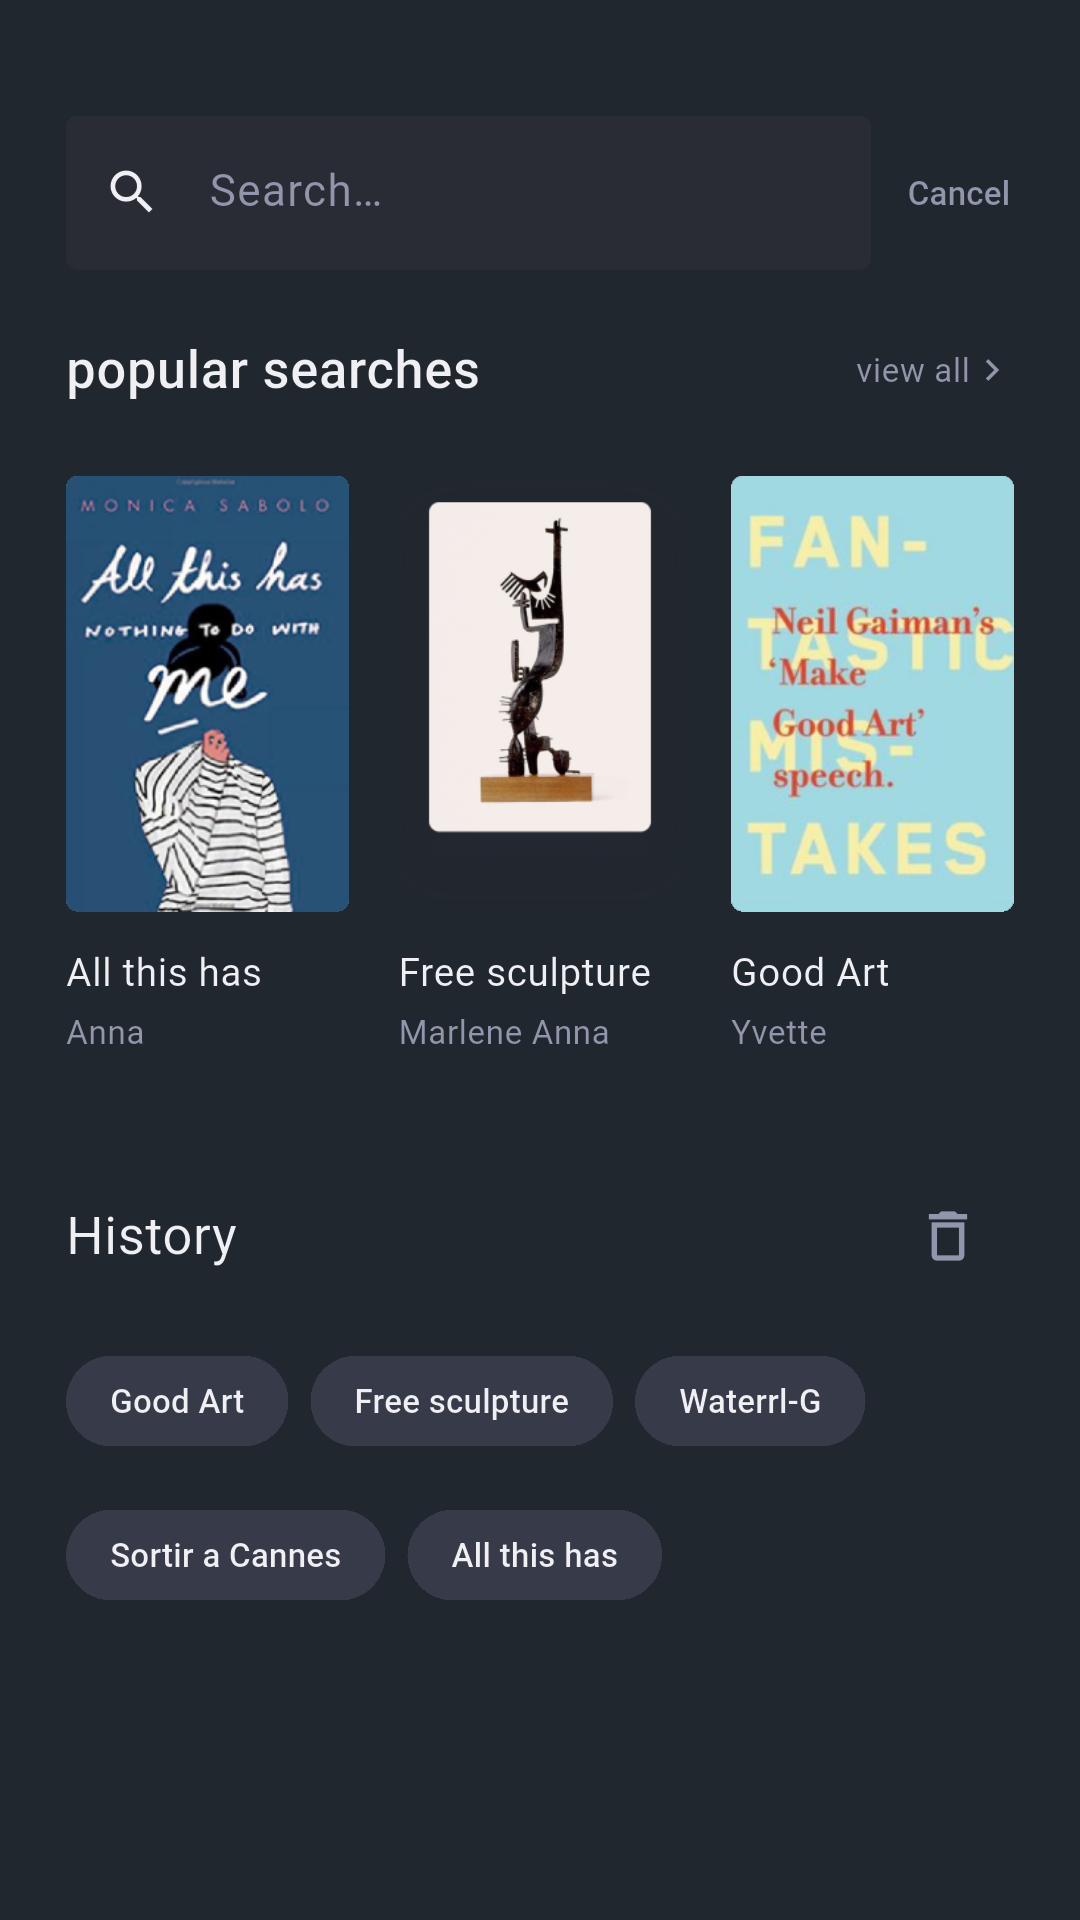 Search…
Cancel
popular searches
view all
MONICA SABOLO
All this has
NOTHING TO DO WITH
me
FAN-
TASTIC
MIS-
TAKES
Neil Gaiman’s
‘Make
Good Art’
speech.
All this has
Free sculpture
Good Art
Anna
Marlene Anna
Yvette
History
Good Art
Free sculpture
Waterrl-G
Sortir a Cannes
All this has